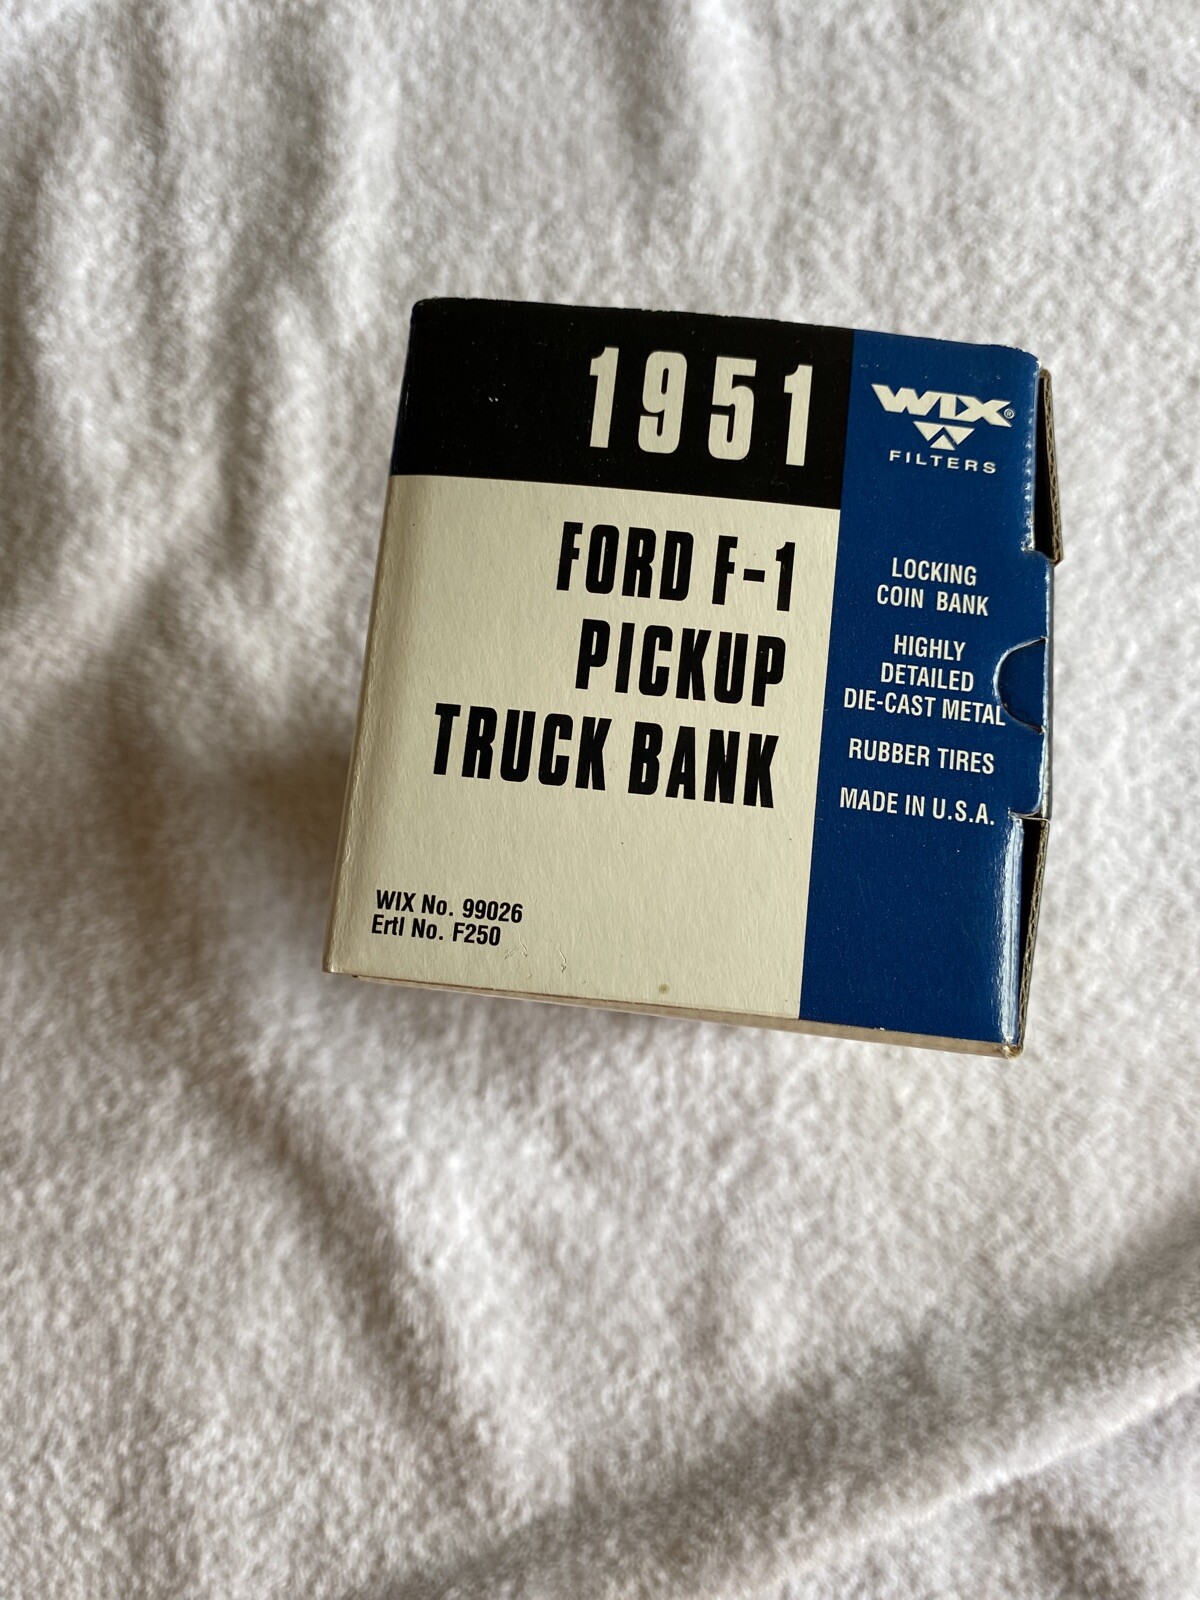 1951
FORD F-1
PICKUP
TRUCK BANK
WIX No. 99026
Ertl No. F250
WIX®
FILTERS
LOCKING
COIN BANK
HIGHLY
DETAILED
DIE-CAST METAL
RUBBER TIRES
MADE IN U.S.A.